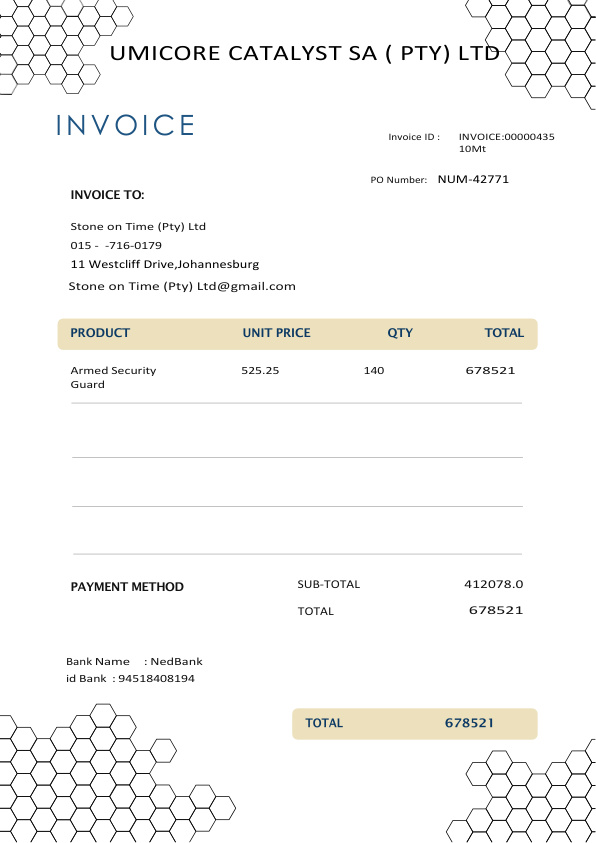 UMICORE CATALYST SA ( PTY) LTD
INVOICE
Invoice ID : INVOICE:00000435
10Mt
PO Number: NUM-42771
INVOICE TO:
Stone on Time (Pty) Ltd
015 - -716-0179
11 Westcliff Drive,Johannesburg
Stone on Time (Pty) Ltd@gmail.com
PRODUCT UNIT PRICE QTY TOTAL
Armed Security 525.25 140 678521
Guard
PAYMENT METHOD SUB-TOTAL 412078.0
TOTAL 678521
Bank Name : NedBank
id Bank : 94518408194
TOTAL 678521